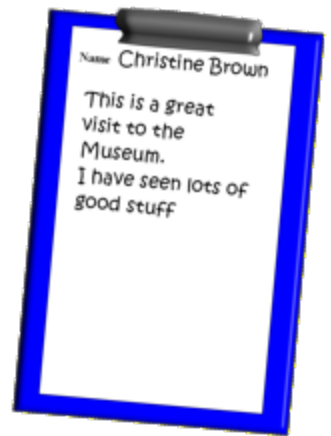 Name Christine Brown
This is a great
visit to the
Museum.
I have seen lots of
good stuff